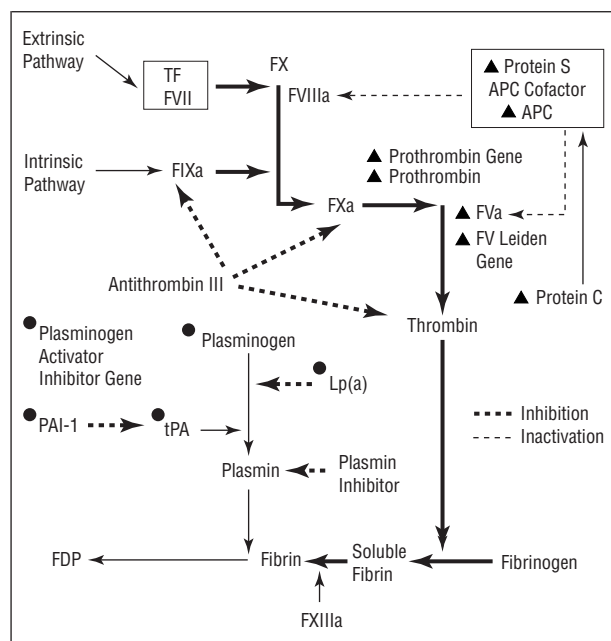 Extrinsic
Pathway
TF
FVII
FX
FVIIIa
▲ Protein S
APC Cofactor
▲ APC
Intrinsic
Pathway
FIXa
▲ Prothrombin Gene
▲ Prothrombin
FXa
▲ FVa
▲ FV Leiden
Gene
Antithrombin III
▲ Protein C
Thrombin
● Plasminogen
Activator
Inhibitor Gene
● Plasminogen
● Lp(a)
● PAI-1
● tPA
Inhibition
Inactivation
Plasmin
Plasmin
Inhibitor
FDP
Fibrin
Soluble
Fibrin
Fibrinogen
FXIIIa